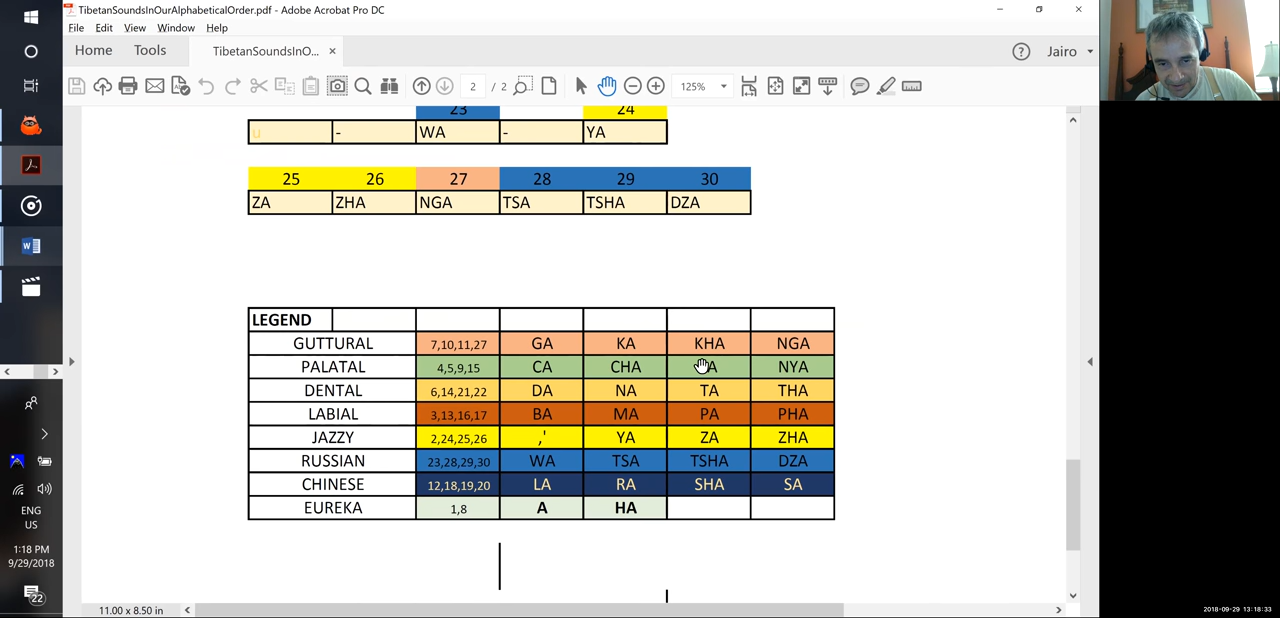 TibetanSoundsInOurAlphabeticalOrder.pdf - Adobe Acrobat Pro DC
File Edit View Window Help
Home Tools TibetanSoundsInO... × ? Jairo
2 / 2 125%
23 24
u - WA - YA
25 26 27 28 29 30
ZA ZHA NGA TSA TSHA DZA
LEGEND
GUTTURAL 7,10,11,27 GA KA KHA NGA
PALATAL 4,5,9,15 CA CHA NYA
DENTAL 6,14,21,22 DA NA TA THA
LABIAL 3,13,16,17 BA MA PA PHA
JAZZY 2,24,25,26 ,' YA ZA ZHA
RUSSIAN 23,28,29,30 WA TSA TSHA DZA
CHINESE 12,18,19,20 LA RA SHA SA
EUREKA 1,8 A HA
11.00 x 8.50 in
ENG
US
1:18 PM
9/29/2018
22
2018-09-29 13:18:33